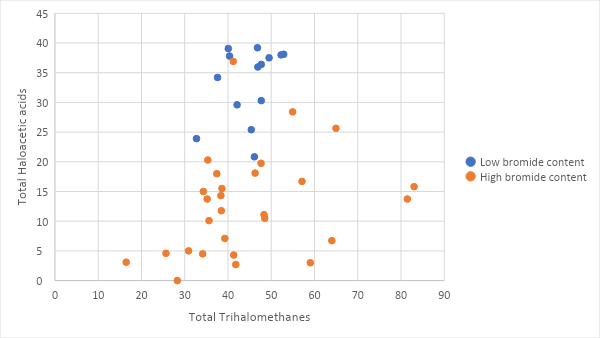 45
40
35
30
25
20
15
10
5
0
Total Haloacetic acids
0 10 20 30 40 50 60 70 80 90
Total Trihalomethanes
Low bromide content
High bromide content